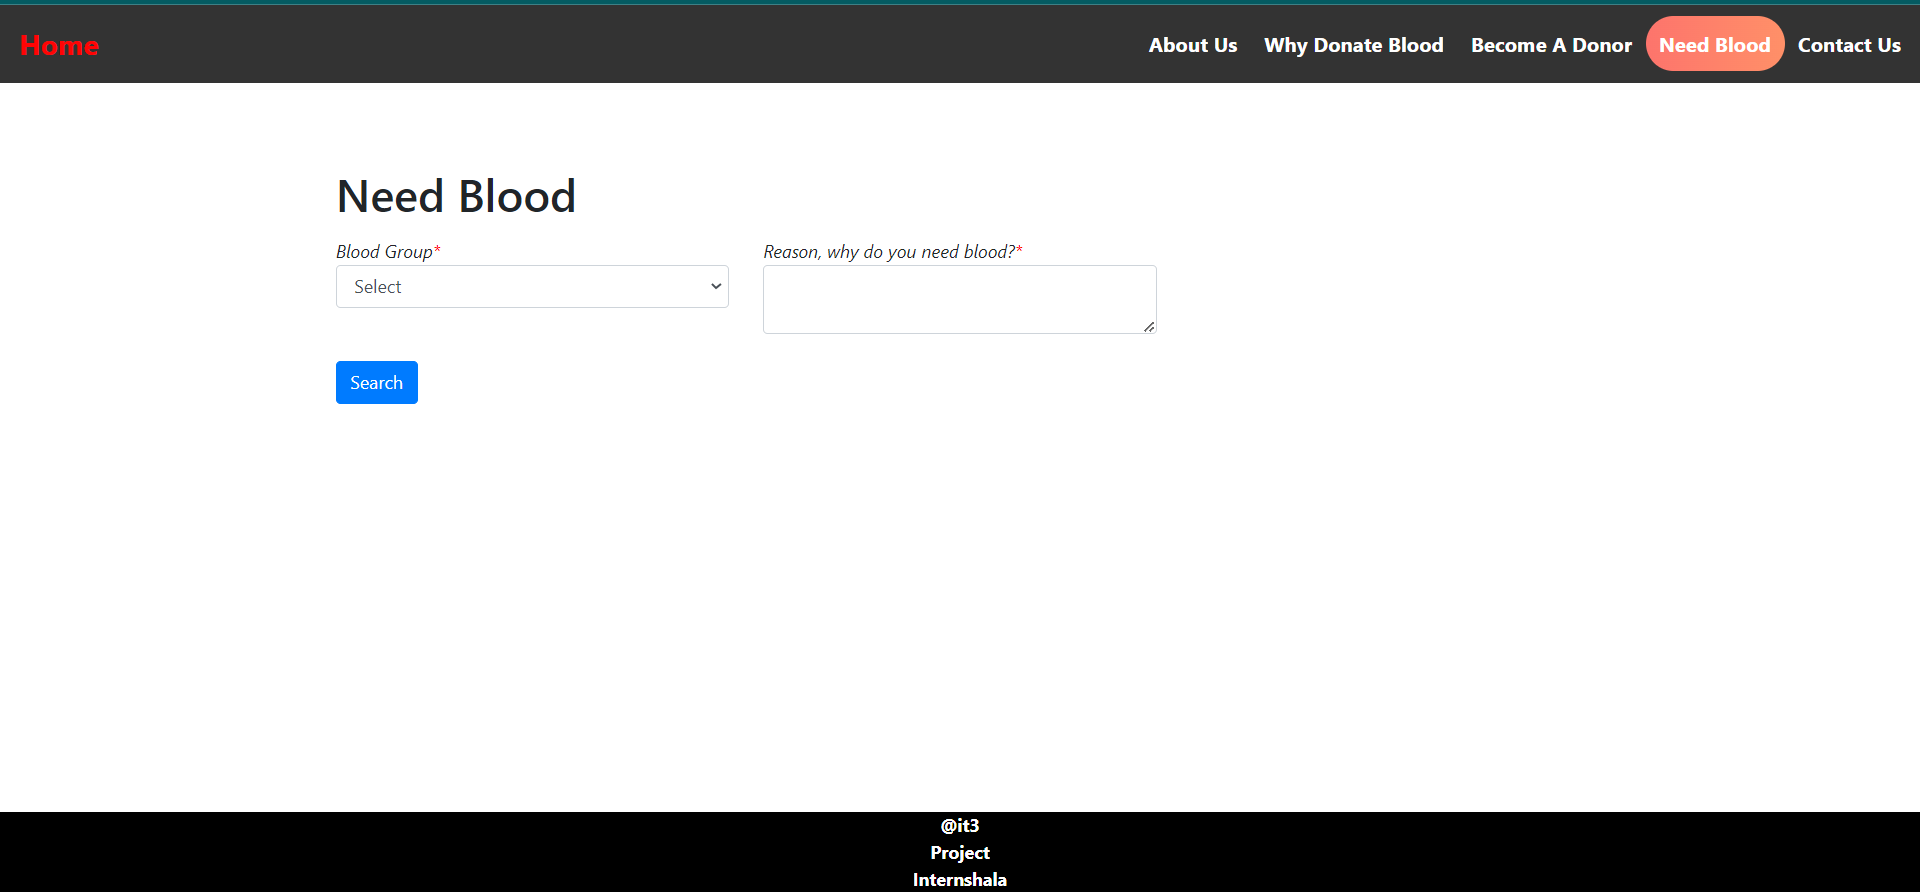 Home About Us Why Donate Blood Become A Donor Need Blood Contact Us
Need Blood
Blood Group* Reason, why do you need blood?*
Select
Search
@it3
Project
Internshala